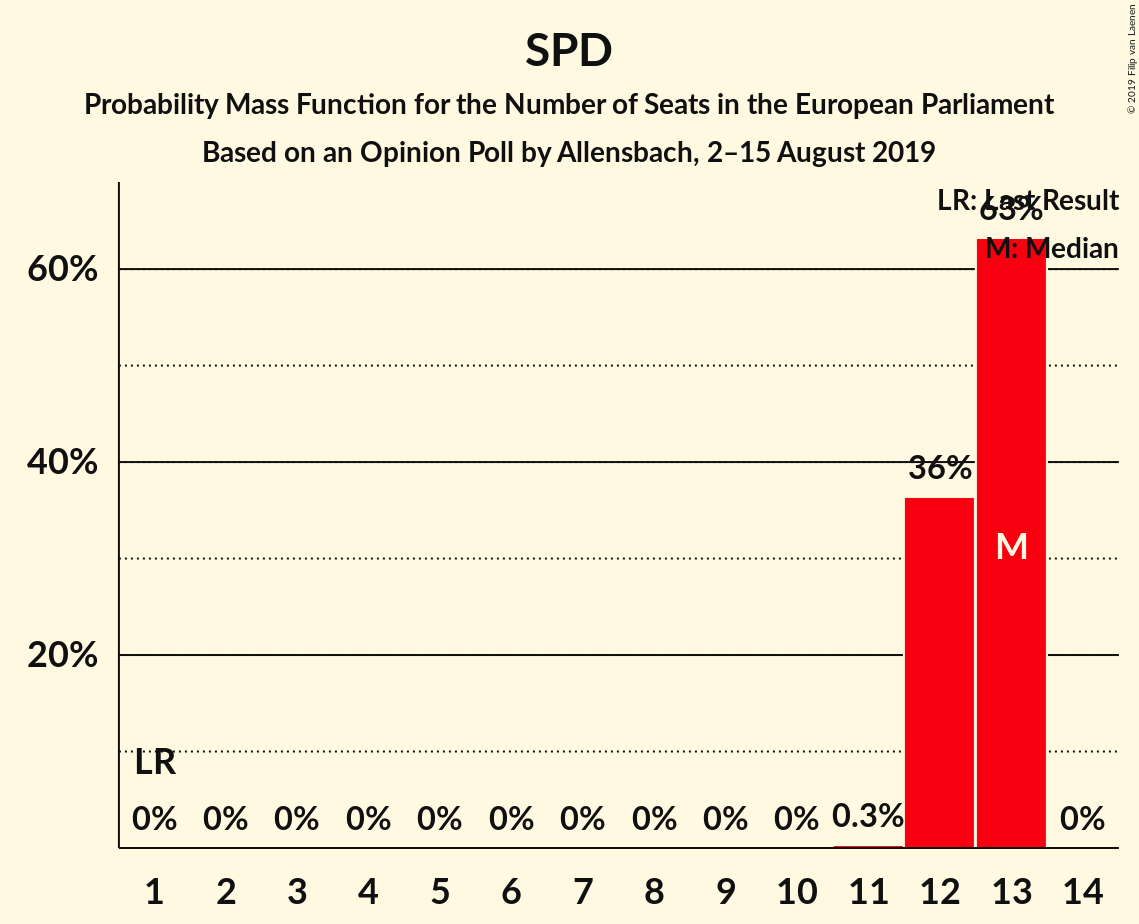 SPD
Probability Mass Function for the Number of Seats in the European Parliament
Based on an Opinion Poll by Allensbach, 2–15 August 2019
© 2019 Filip van Laenen
LR: Last Result
M: Median
63%
60%
40%
36%
M
20%
LR
0% 0% 0% 0% 0% 0% 0% 0% 0% 0% 0.3% 0%
1 2 3 4 5 6 7 8 9 10 11 12 13 14